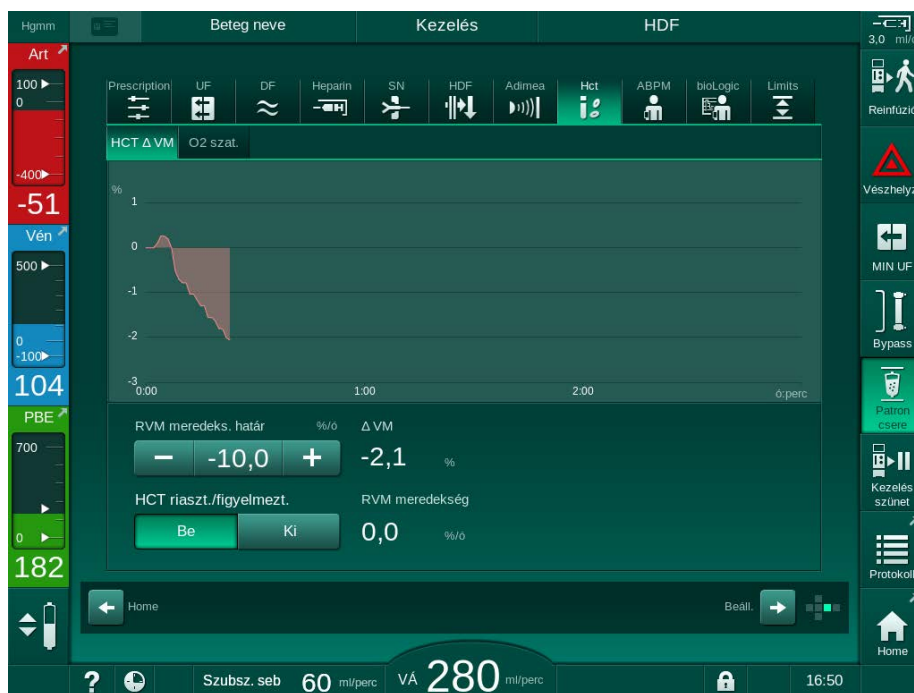 Hgmm
Beteg neve
Kezelés
HDF
3,0 ml/
Art
100
0
-400
-51
Vén
500
0
-100
104
PBE
700
0
182
Prescription
UF
DF
Heparin
SN
HDF
Adimea
Hct
ABPM
bioLogic
Limits
HCT Δ VM
O2 szat.
%
1
0
-1
-2
-3
0:00
1:00
2:00
ó:perc
RVM meredeks. határ
%/ó
-10,0
Δ VM
-2,1
%
HCT riaszt./figyelmezt.
Be
Ki
RVM meredekség
0,0
%/ó
Home
Beáll.
Reinfúzió
Vészhelyz
MIN UF
Bypass
Patron
csere
Kezelés
szünet
Protokoll
Home
?
Szubsz. seb
60 ml/perc
VÁ
280 ml/perc
16:50